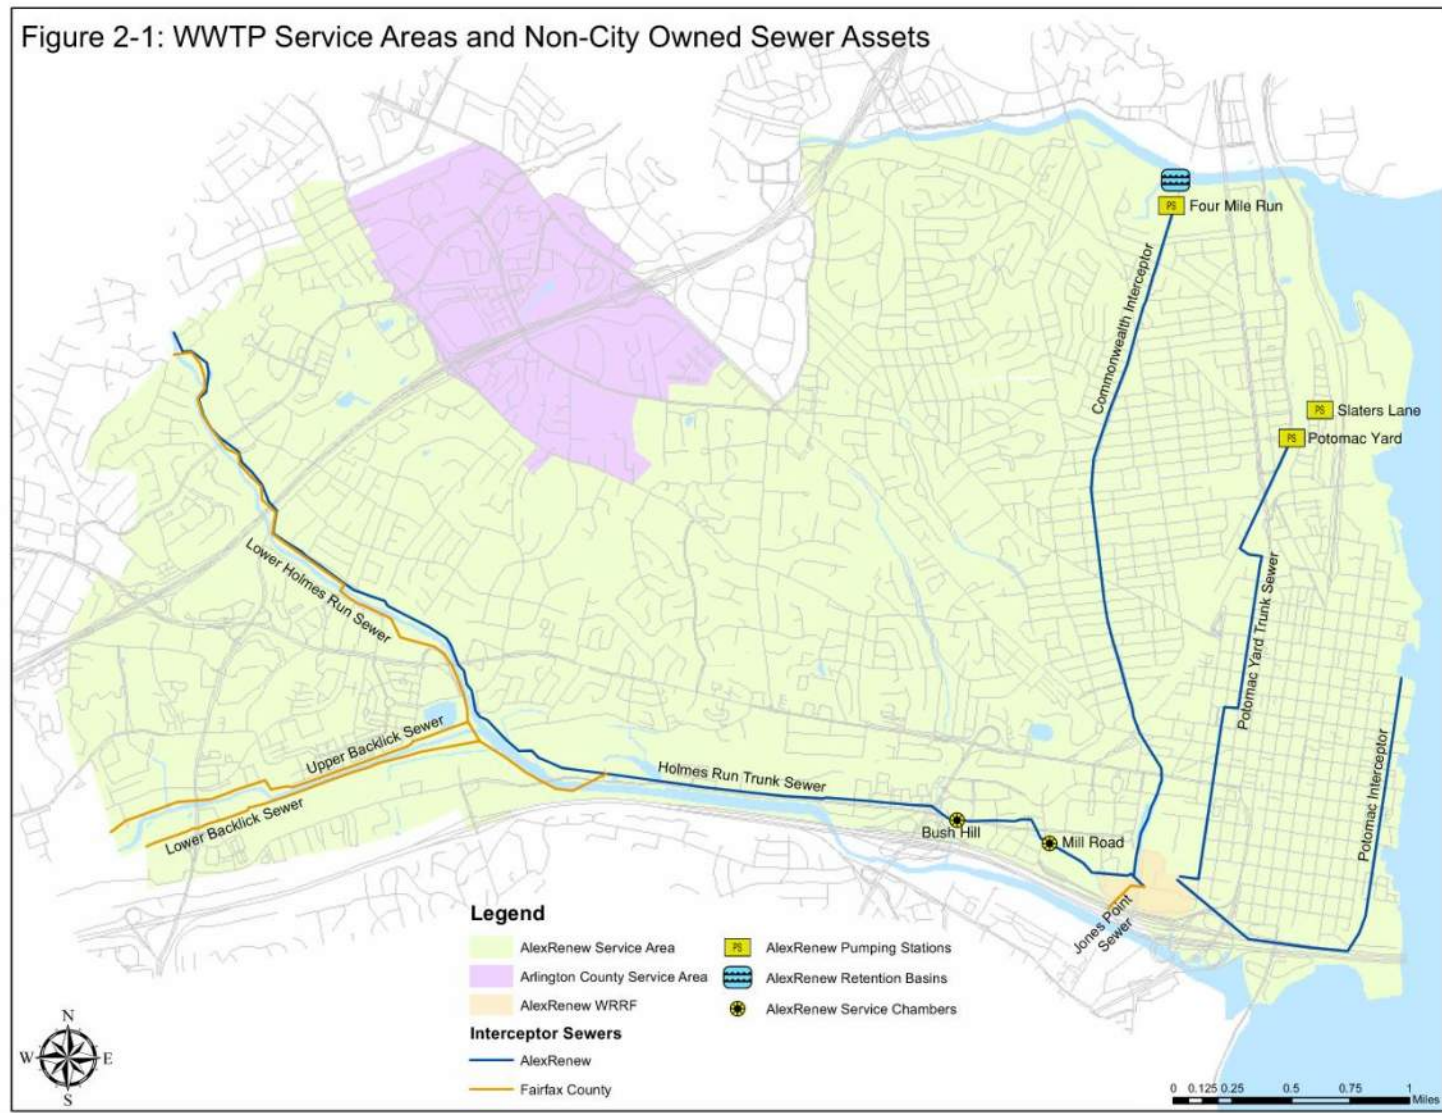 Figure 2-1: WWTP Service Areas and Non-City Owned Sewer Assets
PS Four Mile Run
Commonwealth Interceptor
PS Slaters Lane
PS Potomac Yard
Lower Holmes Run Sewer
Potomac Yard Trunk Sewer
Upper Backlick Sewer
Lower Backlick Sewer
Holmes Run Trunk Sewer
Potomac Interceptor
Bush Hill
Mill Road
Jones Point
Sewer
Legend
AlexRenew Service Area
Arlington County Service Area
AlexRenew WRRF
Interceptor Sewers
AlexRenew
Fairfax County
PS AlexRenew Pumping Stations
AlexRenew Retention Basins
AlexRenew Service Chambers
N
W E
S
0 0.125 0.25 0.5 0.75 1
Miles